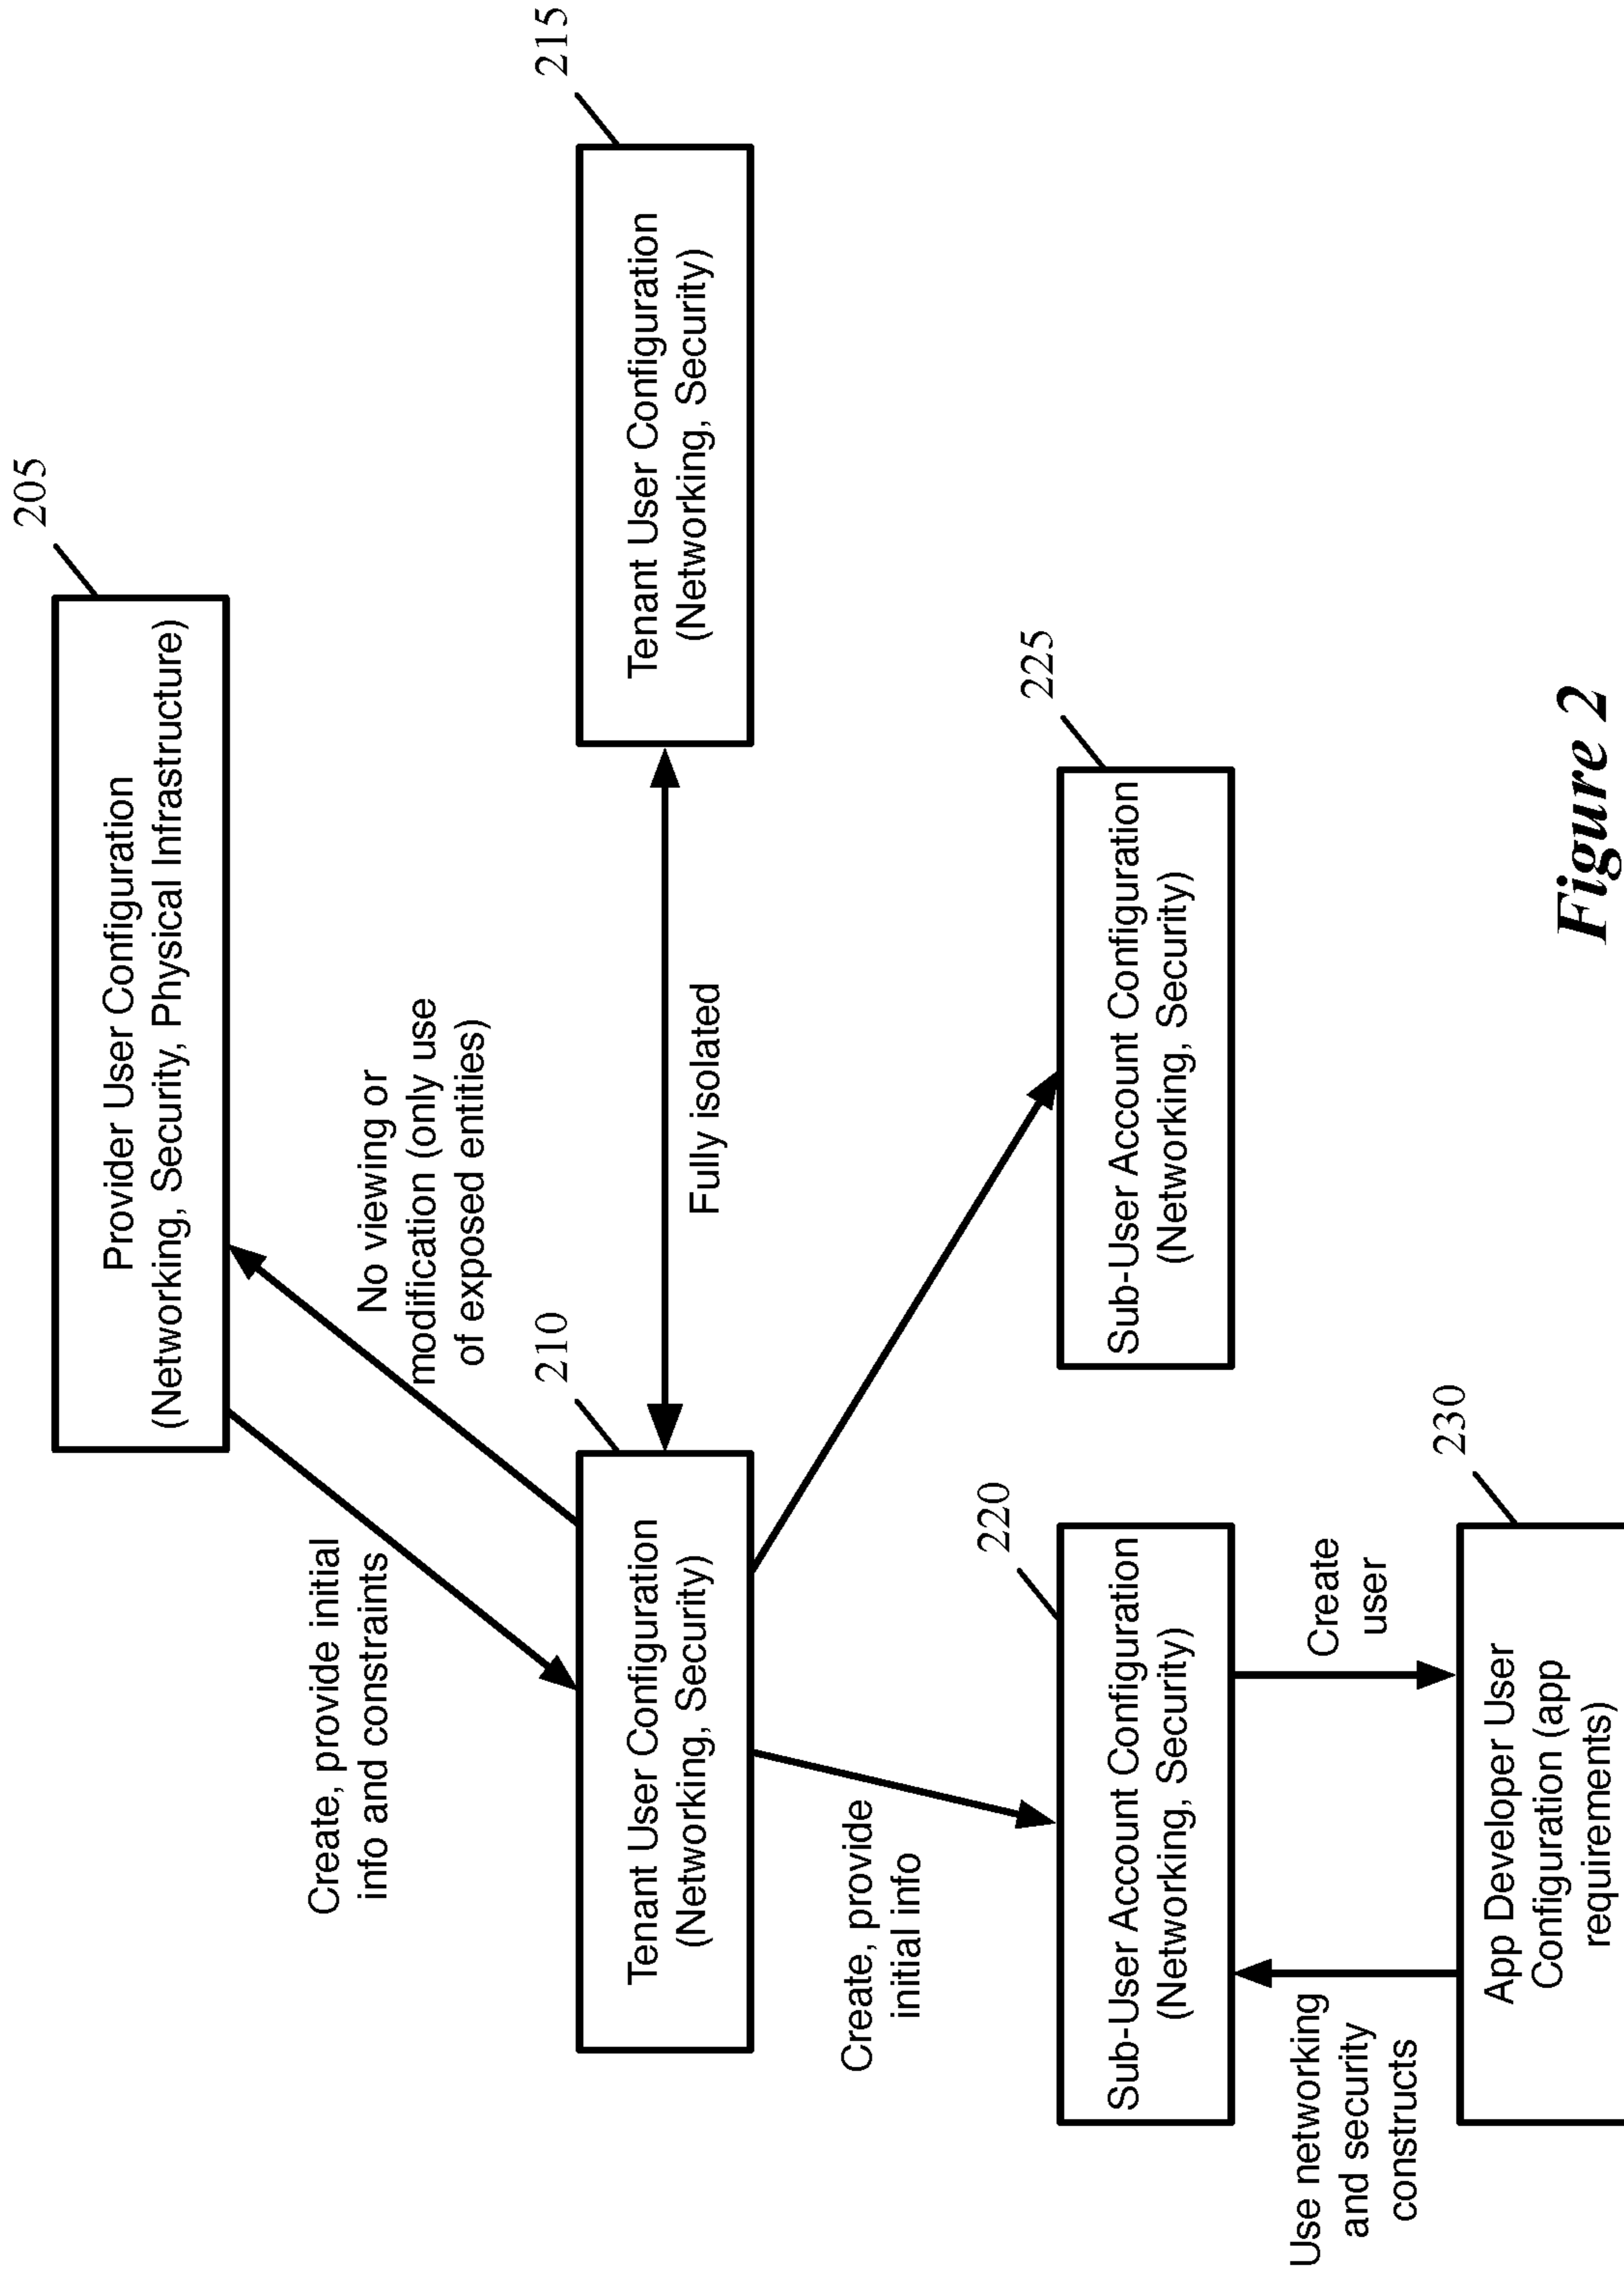 205
Provider User Configuration
(Networking, Security, Physical Infrastructure)
Create, provide initial
info and constraints
No viewing or
modification (only use
of exposed entities)
210
Tenant User Configuration
(Networking, Security)
Fully isolated
215
Tenant User Configuration
(Networking, Security)
Create, provide
initial info
220
Sub-User Account Configuration
(Networking, Security)
225
Sub-User Account Configuration
(Networking, Security)
Use networking
and security
constructs
Create
user
230
App Developer User
Configuration (app
requirements)
Figure 2